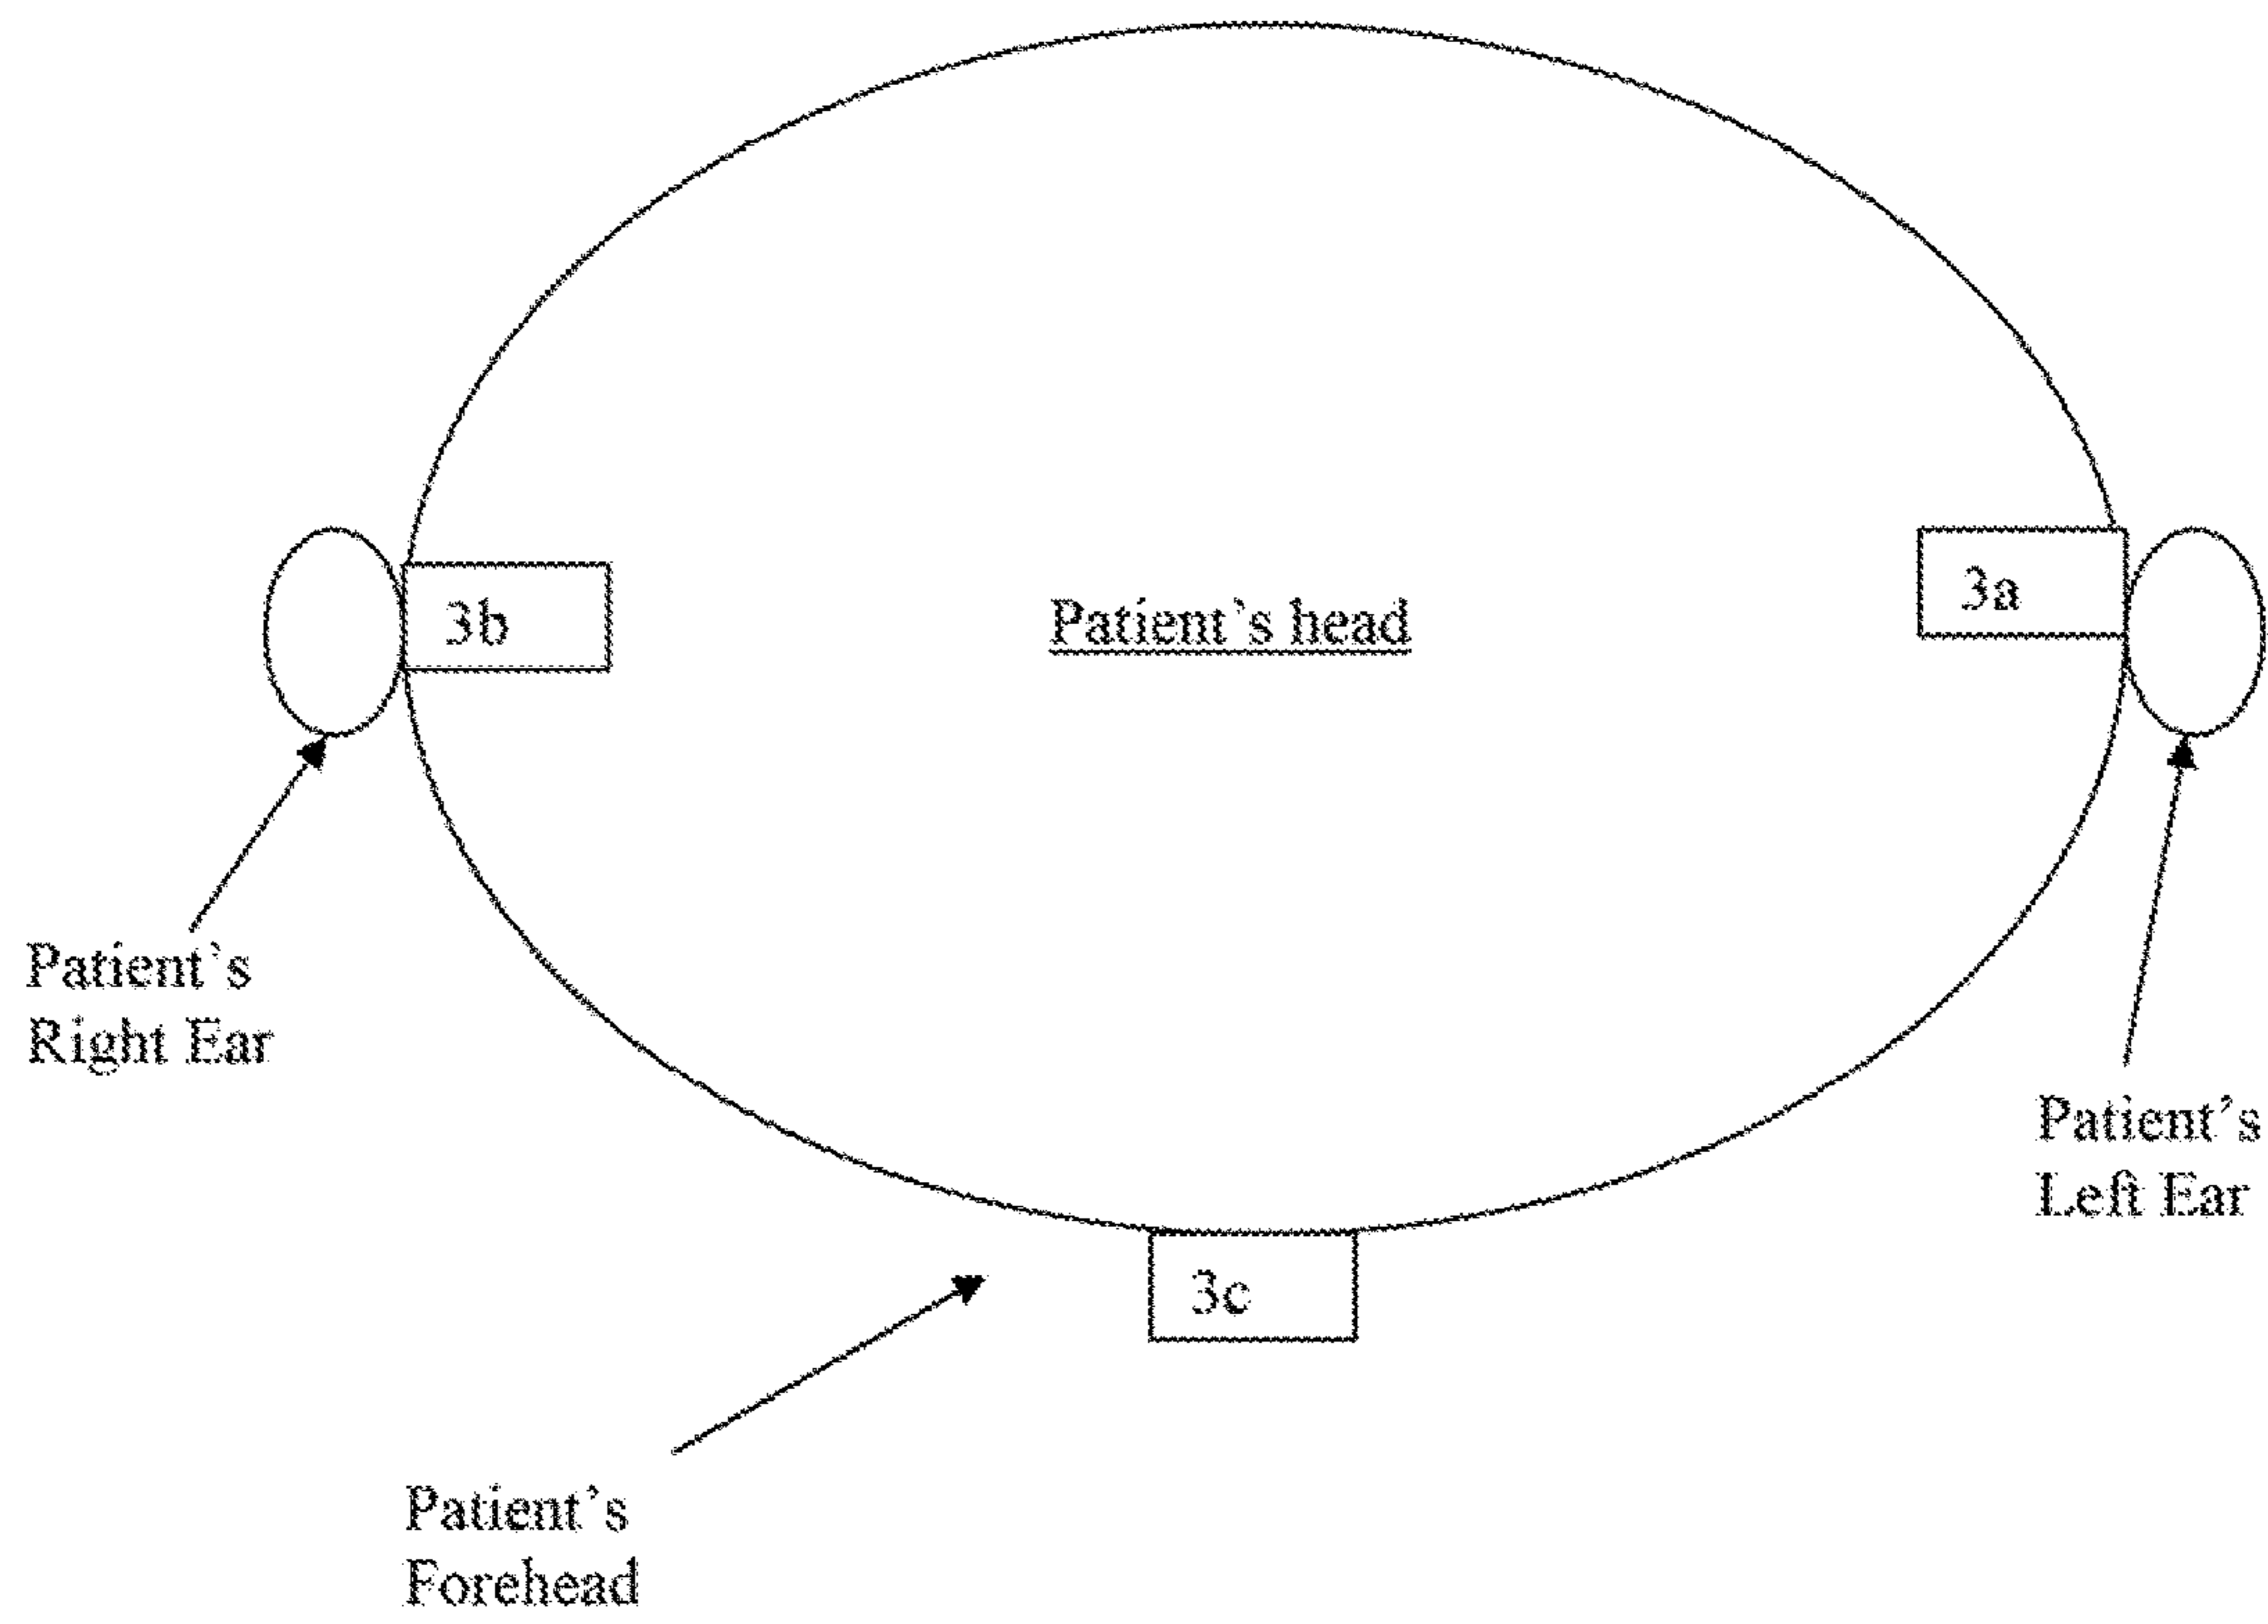 3a
3b
Patient's head
Patient's
Right Ear
Patient's
Left Ear
3c
Patient's
Forehead